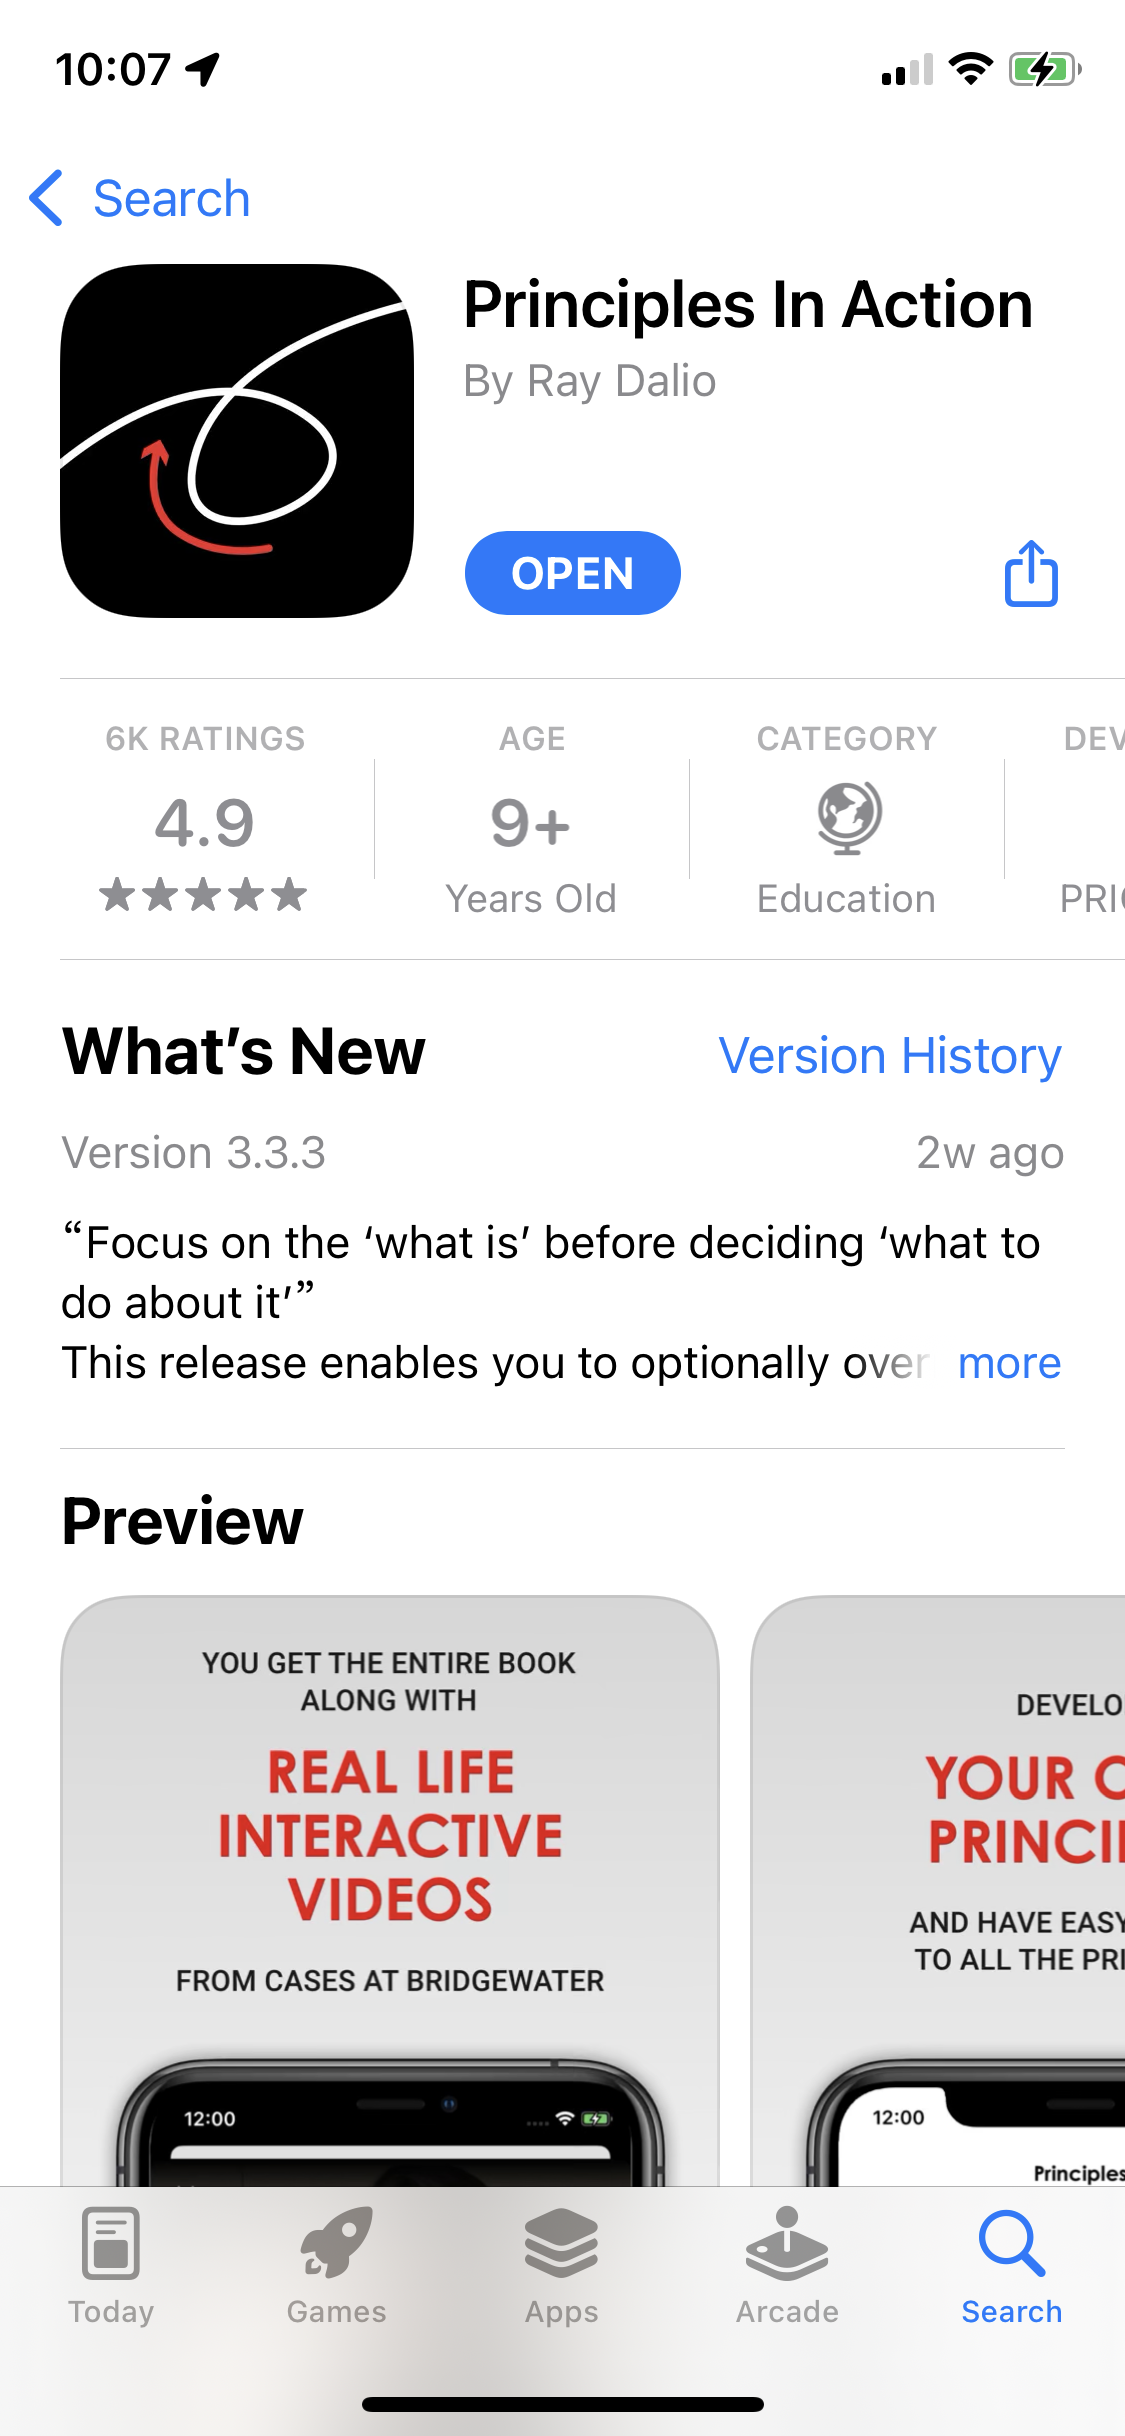 10:07
Search
Principles In Action
By Ray Dalio
OPEN
6K RATINGS
4.9
AGE
9+
Years Old
CATEGORY
Education
DEV
PRI
What's New
Version History
Version 3.3.3
2w ago
“Focus on the ‘what is’ before deciding ‘what to
do about it’”
This release enables you to optionally over more
Preview
YOU GET THE ENTIRE BOOK
ALONG WITH
REAL LIFE
INTERACTIVE
VIDEOS
FROM CASES AT BRIDGEWATER
12:00
DEVELO
YOUR
PRINCI
AND HAVE EASY
TO ALL THE PRI
12:00
Principles
Today
Games
Apps
Arcade
Search